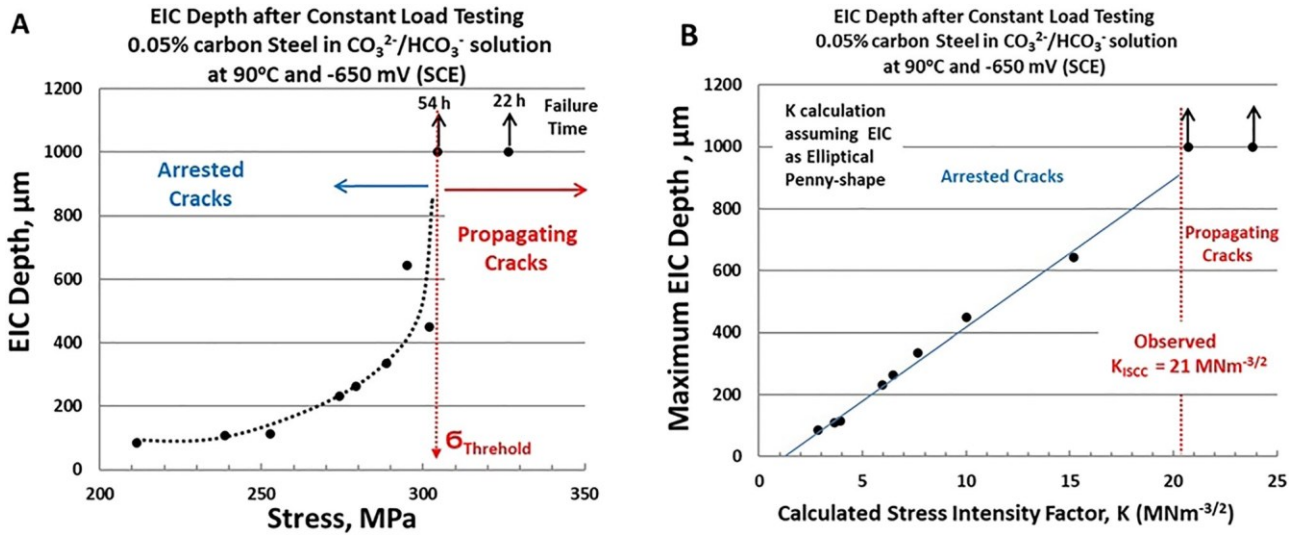 A
EIC Depth after Constant Load Testing
0.05% carbon Steel in CO₃²⁻/HCO₃⁻ solution
at 90°C and -650 mV (SCE)
EIC Depth, µm
1200
1000
800
600
400
200
0
54 h
22 h
Failure
Time
Arrested
Cracks
Propagating
Cracks
ϬThrehold
200
250
300
350
Stress, MPa
B
EIC Depth after Constant Load Testing
0.05% carbon Steel in CO₃²⁻/HCO₃⁻ solution
at 90°C and -650 mV (SCE)
Maximum EIC Depth , µm
1200
1000
800
600
400
200
0
K calculation
assuming EIC
as Elliptical
Penny-shape
Arrested Cracks
Propagating
Cracks
Observed
KISCC = 21 MNm⁻³/²
0
5
10
15
20
25
Calculated Stress Intensity Factor, K (MNm⁻³/²)